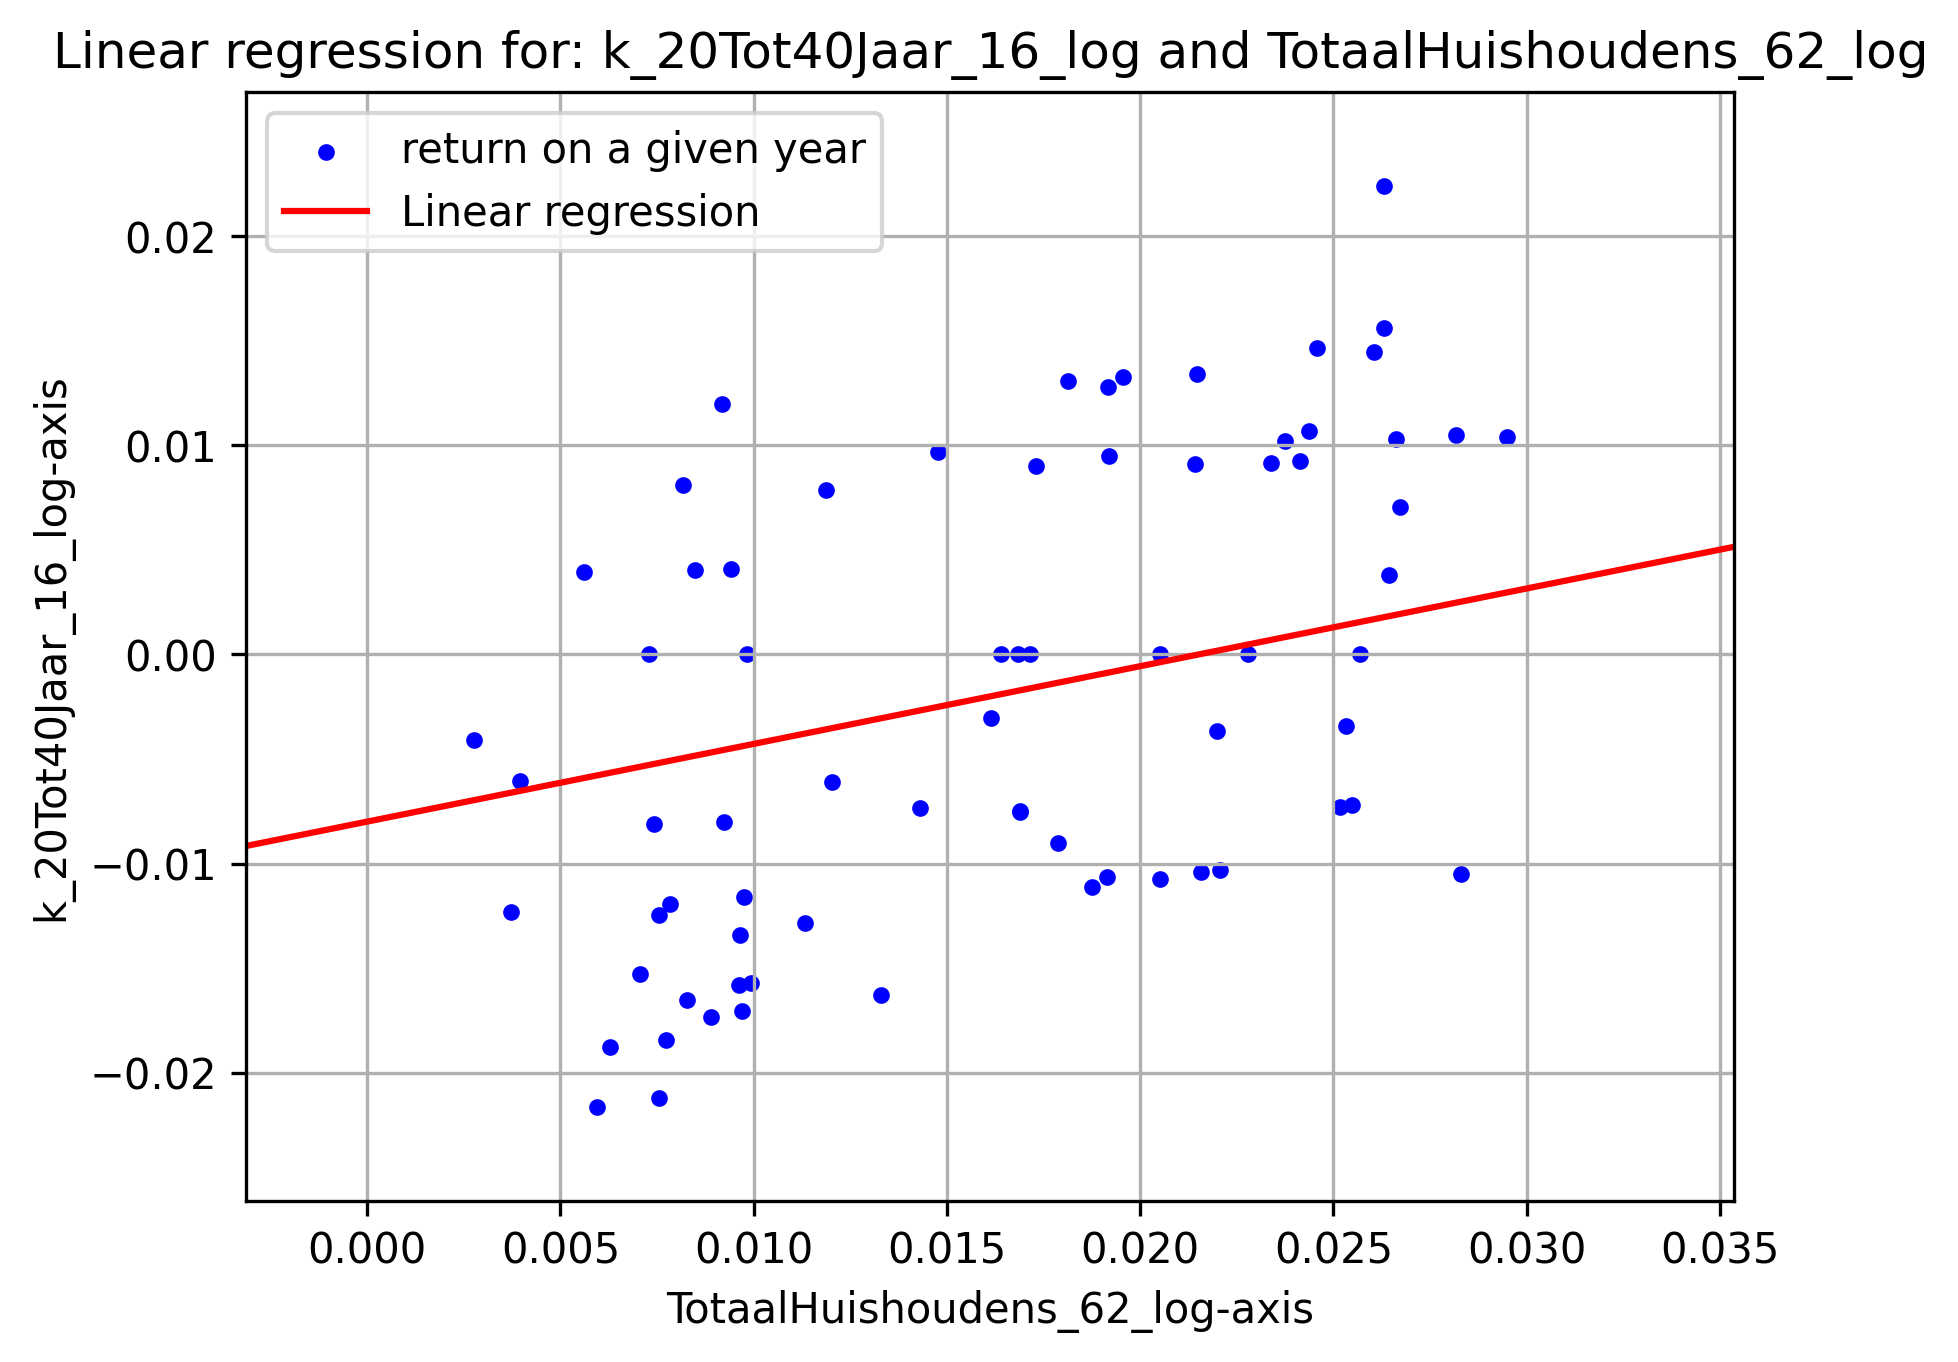 Linear regression for: k_20Tot40Jaar_16_log and TotaalHuishoudens_62_log
return on a given year
Linear regression
0.02
0.01
0.00
−0.01
−0.02
k_20Tot40Jaar_16_log-axis
0.000 0.005 0.010 0.015 0.020 0.025 0.030 0.035
TotaalHuishoudens_62_log-axis